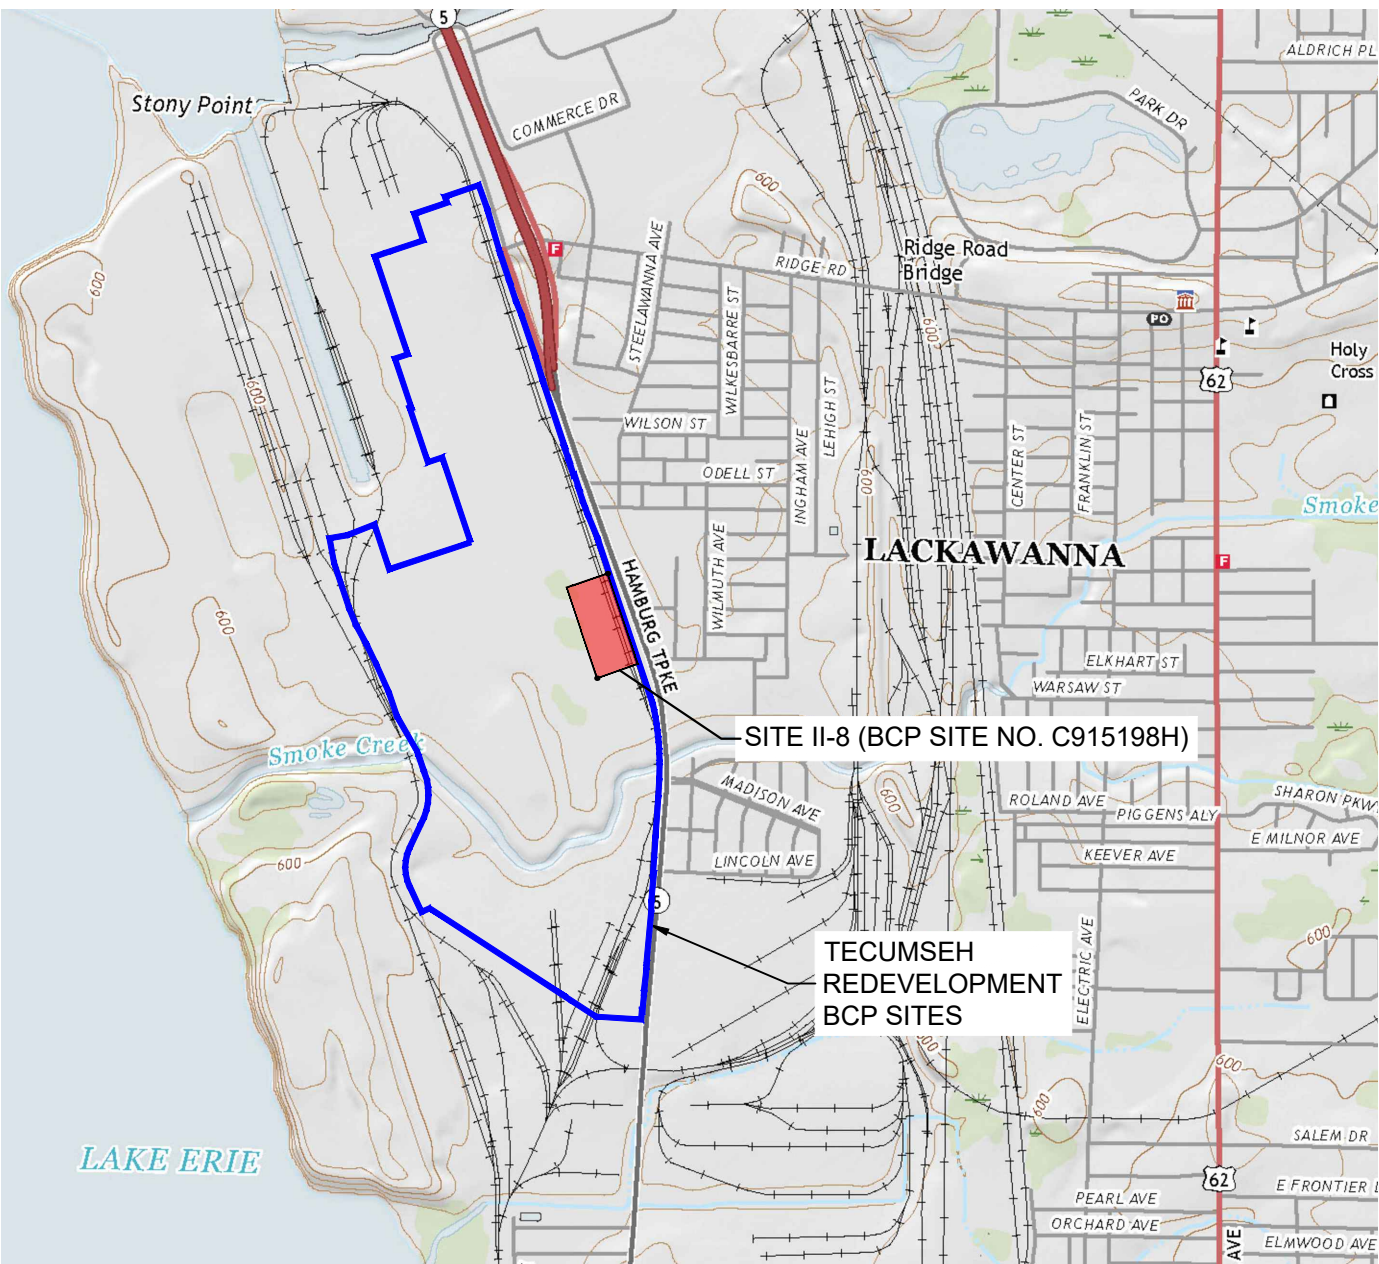 5
ALDRICH PL
Stony Point
COMMERCE DR
PARK DR
600
STEELAWANNA AVE
F
RIDGE RD
Ridge Road
Bridge
600
WILKESBARRE ST
600
PO
62
Holy
Cross
600
LEHIGH ST
WILSON ST
INGHAM AVE
ODELL ST
CENTER ST
FRANKLIN ST
600
Smoke
WILMUTH AVE
LACKAWANNA
F
HAMBURG TPKE
600
ELKHART ST
WARSAW ST
Smoke Creek
SITE II-8 (BCP SITE NO. C915198H)
MADISON AVE
600
ROLAND AVE
PIGGENS ALY
SHARON PKWY
E MILNOR AVE
LINCOLN AVE
KEEVER AVE
600
5
ELECTRIC AVE
600
TECUMSEH
REDEVELOPMENT
BCP SITES
600
600
600
LAKE ERIE
SALEM DR
62
E FRONTIER
PEARL AVE
ORCHARD AVE
AVE
ELMWOOD AVE